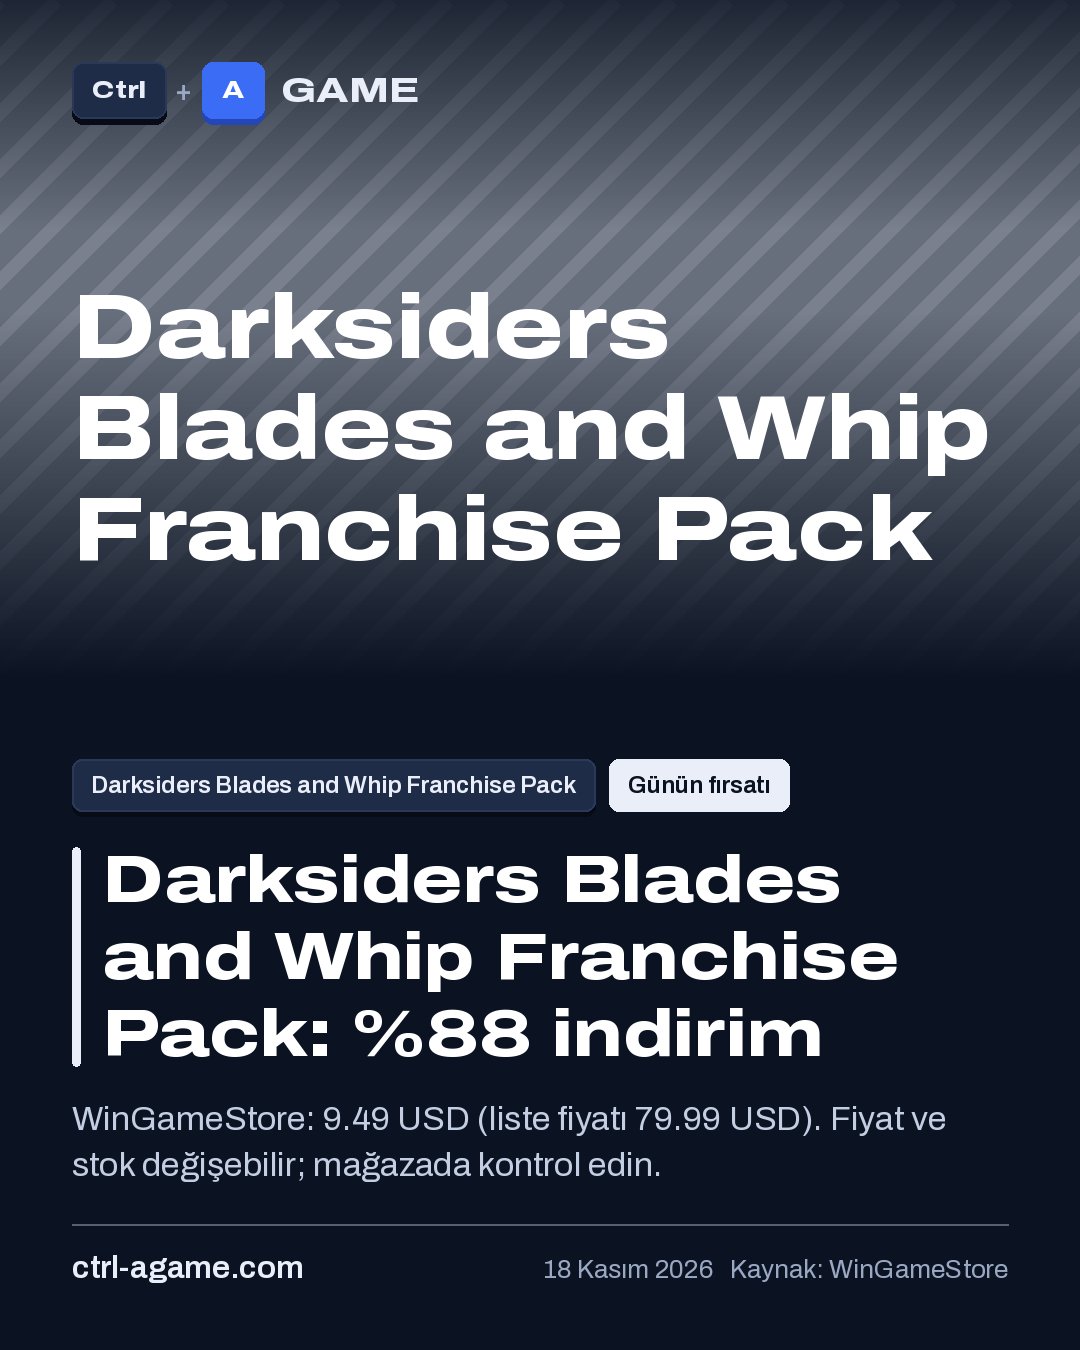 Ctrl + A GAME
Darksiders
Blades and Whip
Franchise Pack
Darksiders Blades and Whip Franchise Pack Günün fırsatı
Darksiders Blades
and Whip Franchise
Pack: %88 indirim
WinGameStore: 9.49 USD (liste fiyatı 79.99 USD). Fiyat ve
stok değişebilir; mağazada kontrol edin.
ctrl-agame.com 18 Kasım 2026 Kaynak: WinGameStore